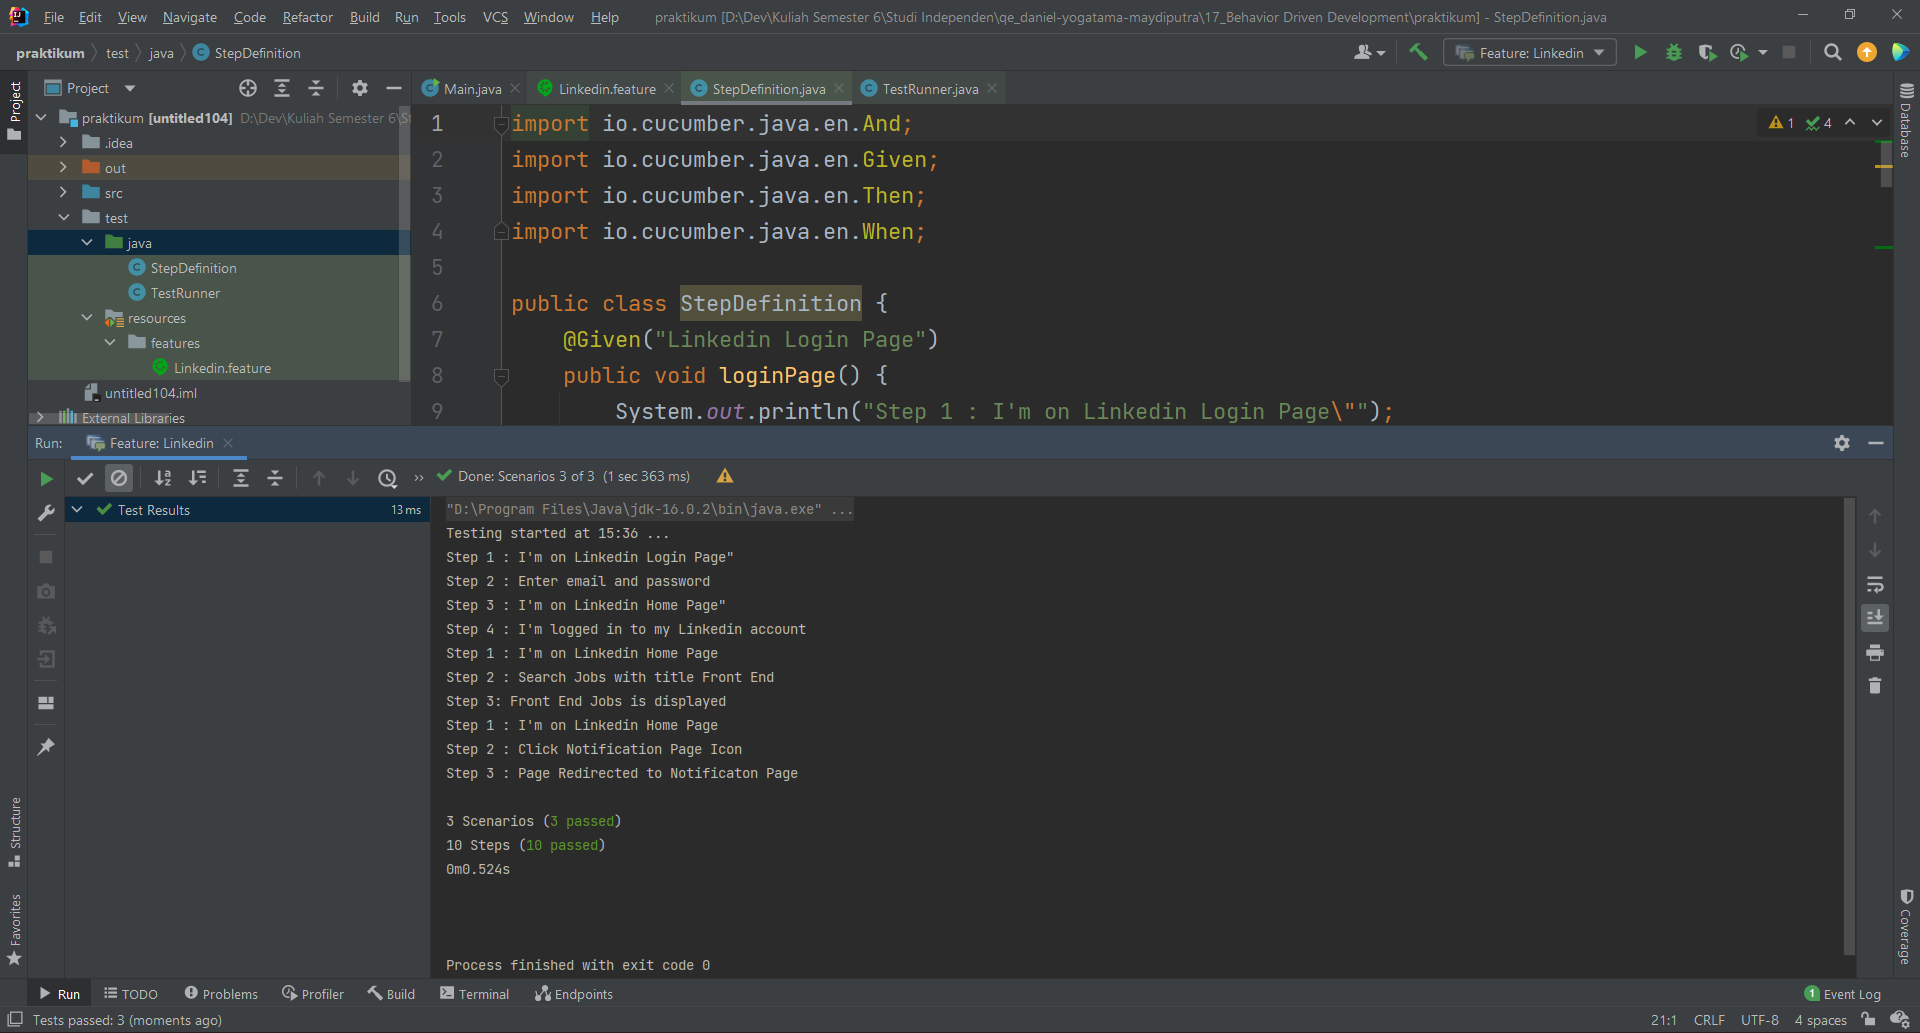 File Edit View Navigate Code Refactor Build Run Tools VCS Window Help praktikum [D:\Dev\Kuliah Semester 6\Studi Independen\qe_daniel-yogatama-maydiputra\17_Behavior Driven Development\praktikum] - StepDefinition.java
praktikum test java StepDefinition
Feature: Linkedin
Project
Main.java Linkedin.feature StepDefinition.java TestRunner.java
Project
Database
praktikum [untitled104] D:\Dev\Kuliah Semester 6\S
.idea
out
src
test
java
StepDefinition
TestRunner
resources
features
Linkedin.feature
untitled104.iml
External Libraries
1 import io.cucumber.java.en.And;
2 import io.cucumber.java.en.Given;
3 import io.cucumber.java.en.Then;
4 import io.cucumber.java.en.When;
5
6 public class StepDefinition {
7 @Given("Linkedin Login Page")
8 public void loginPage() {
9 System.out.println("Step 1 : I'm on Linkedin Login Page\"");
1 4
Run: Feature: Linkedin
Done: Scenarios 3 of 3 (1 sec 363 ms)
Test Results 13 ms
"D:\Program Files\Java\jdk-16.0.2\bin\java.exe" ...
Testing started at 15:36 ...
Step 1 : I'm on Linkedin Login Page"
Step 2 : Enter email and password
Step 3 : I'm on Linkedin Home Page"
Step 4 : I'm logged in to my Linkedin account
Step 1 : I'm on Linkedin Home Page
Step 2 : Search Jobs with title Front End
Step 3: Front End Jobs is displayed
Step 1 : I'm on Linkedin Home Page
Step 2 : Click Notification Page Icon
Step 3 : Page Redirected to Notificaton Page
3 Scenarios (3 passed)
10 Steps (10 passed)
0m0.524s
Process finished with exit code 0
Structure
Favorites
Coverage
Run TODO Problems Profiler Build Terminal Endpoints 1 Event Log
Tests passed: 3 (moments ago) 21:1 CRLF UTF-8 4 spaces